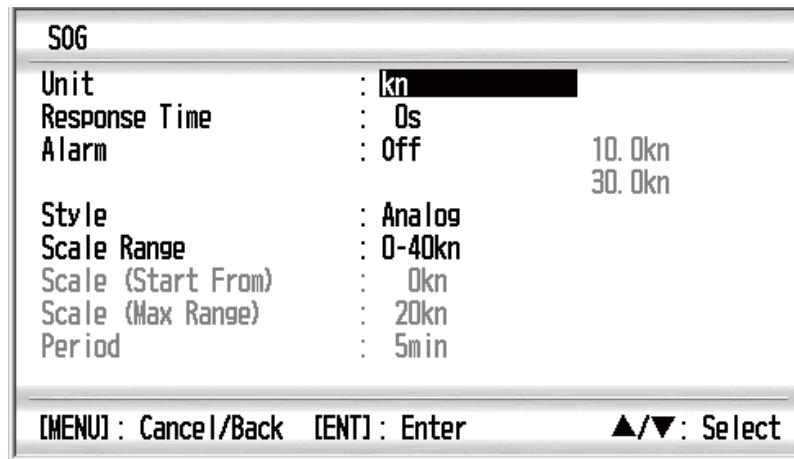 SOG
Unit : kn
Response Time : 0s
Alarm : Off 10.0kn
30.0kn
Style : Analog
Scale Range : 0-40kn
Scale (Start From) : 0kn
Scale (Max Range) : 20kn
Period : 5min
[MENU] : Cancel/Back [ENT] : Enter ▲/▼ : Select